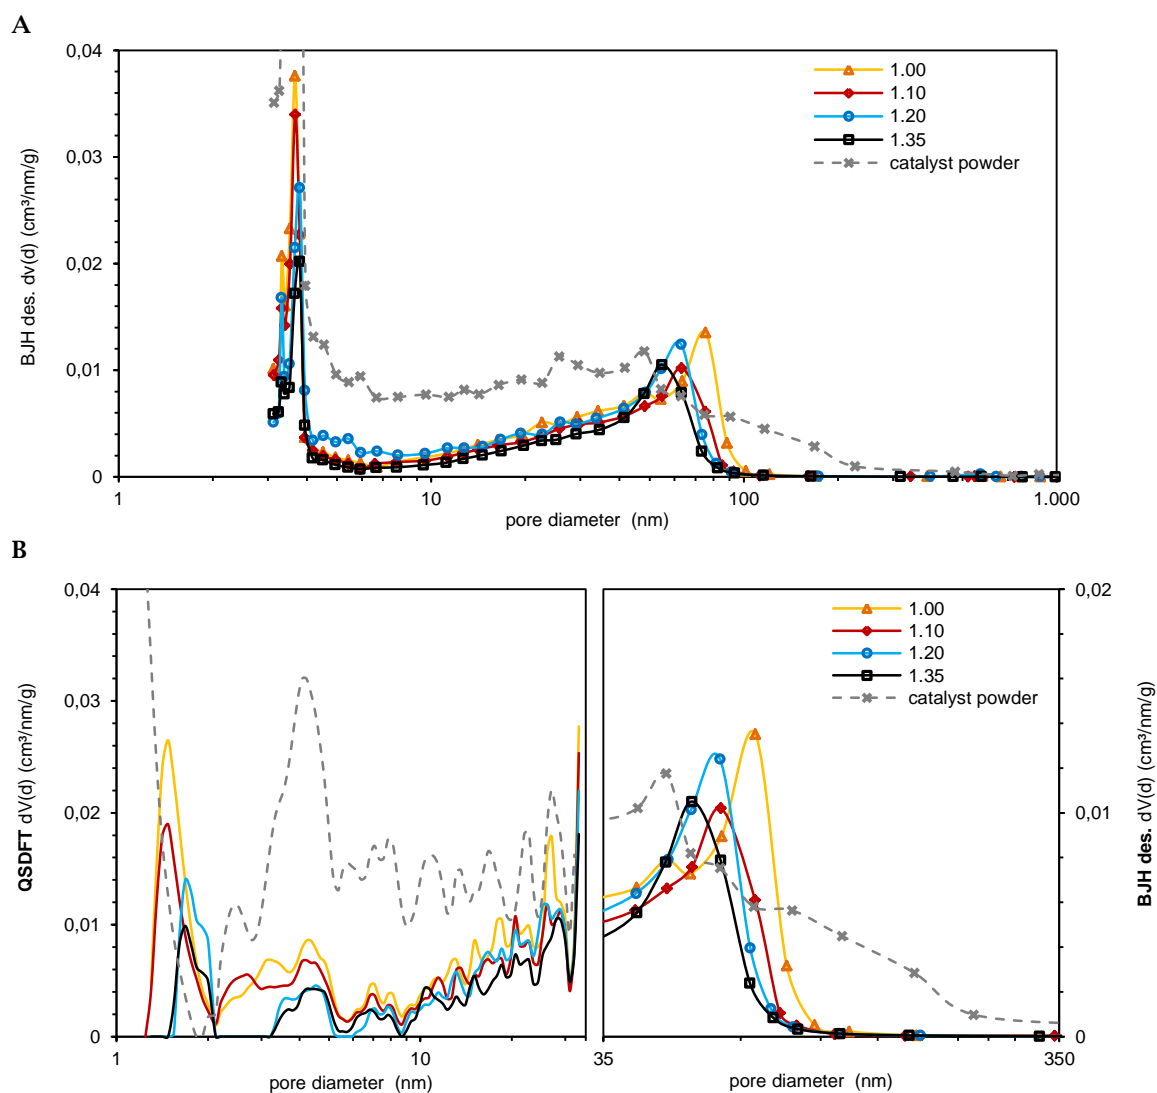 A
0,04
0,03
0,02
0,01
0
BJH des. dv(d) (cm³/nm/g)
1.00
1.10
1.20
1.35
catalyst powder
1
10
100
1.000
pore diameter (nm)
B
0,04
0,03
0,02
0,01
0
QSDFT dV(d) (cm³/nm/g)
1
10
pore diameter (nm)
1.00
1.10
1.20
1.35
catalyst powder
0,02
0,01
0
BJH des. dV(d) (cm³/nm/g)
35
350
pore diameter (nm)